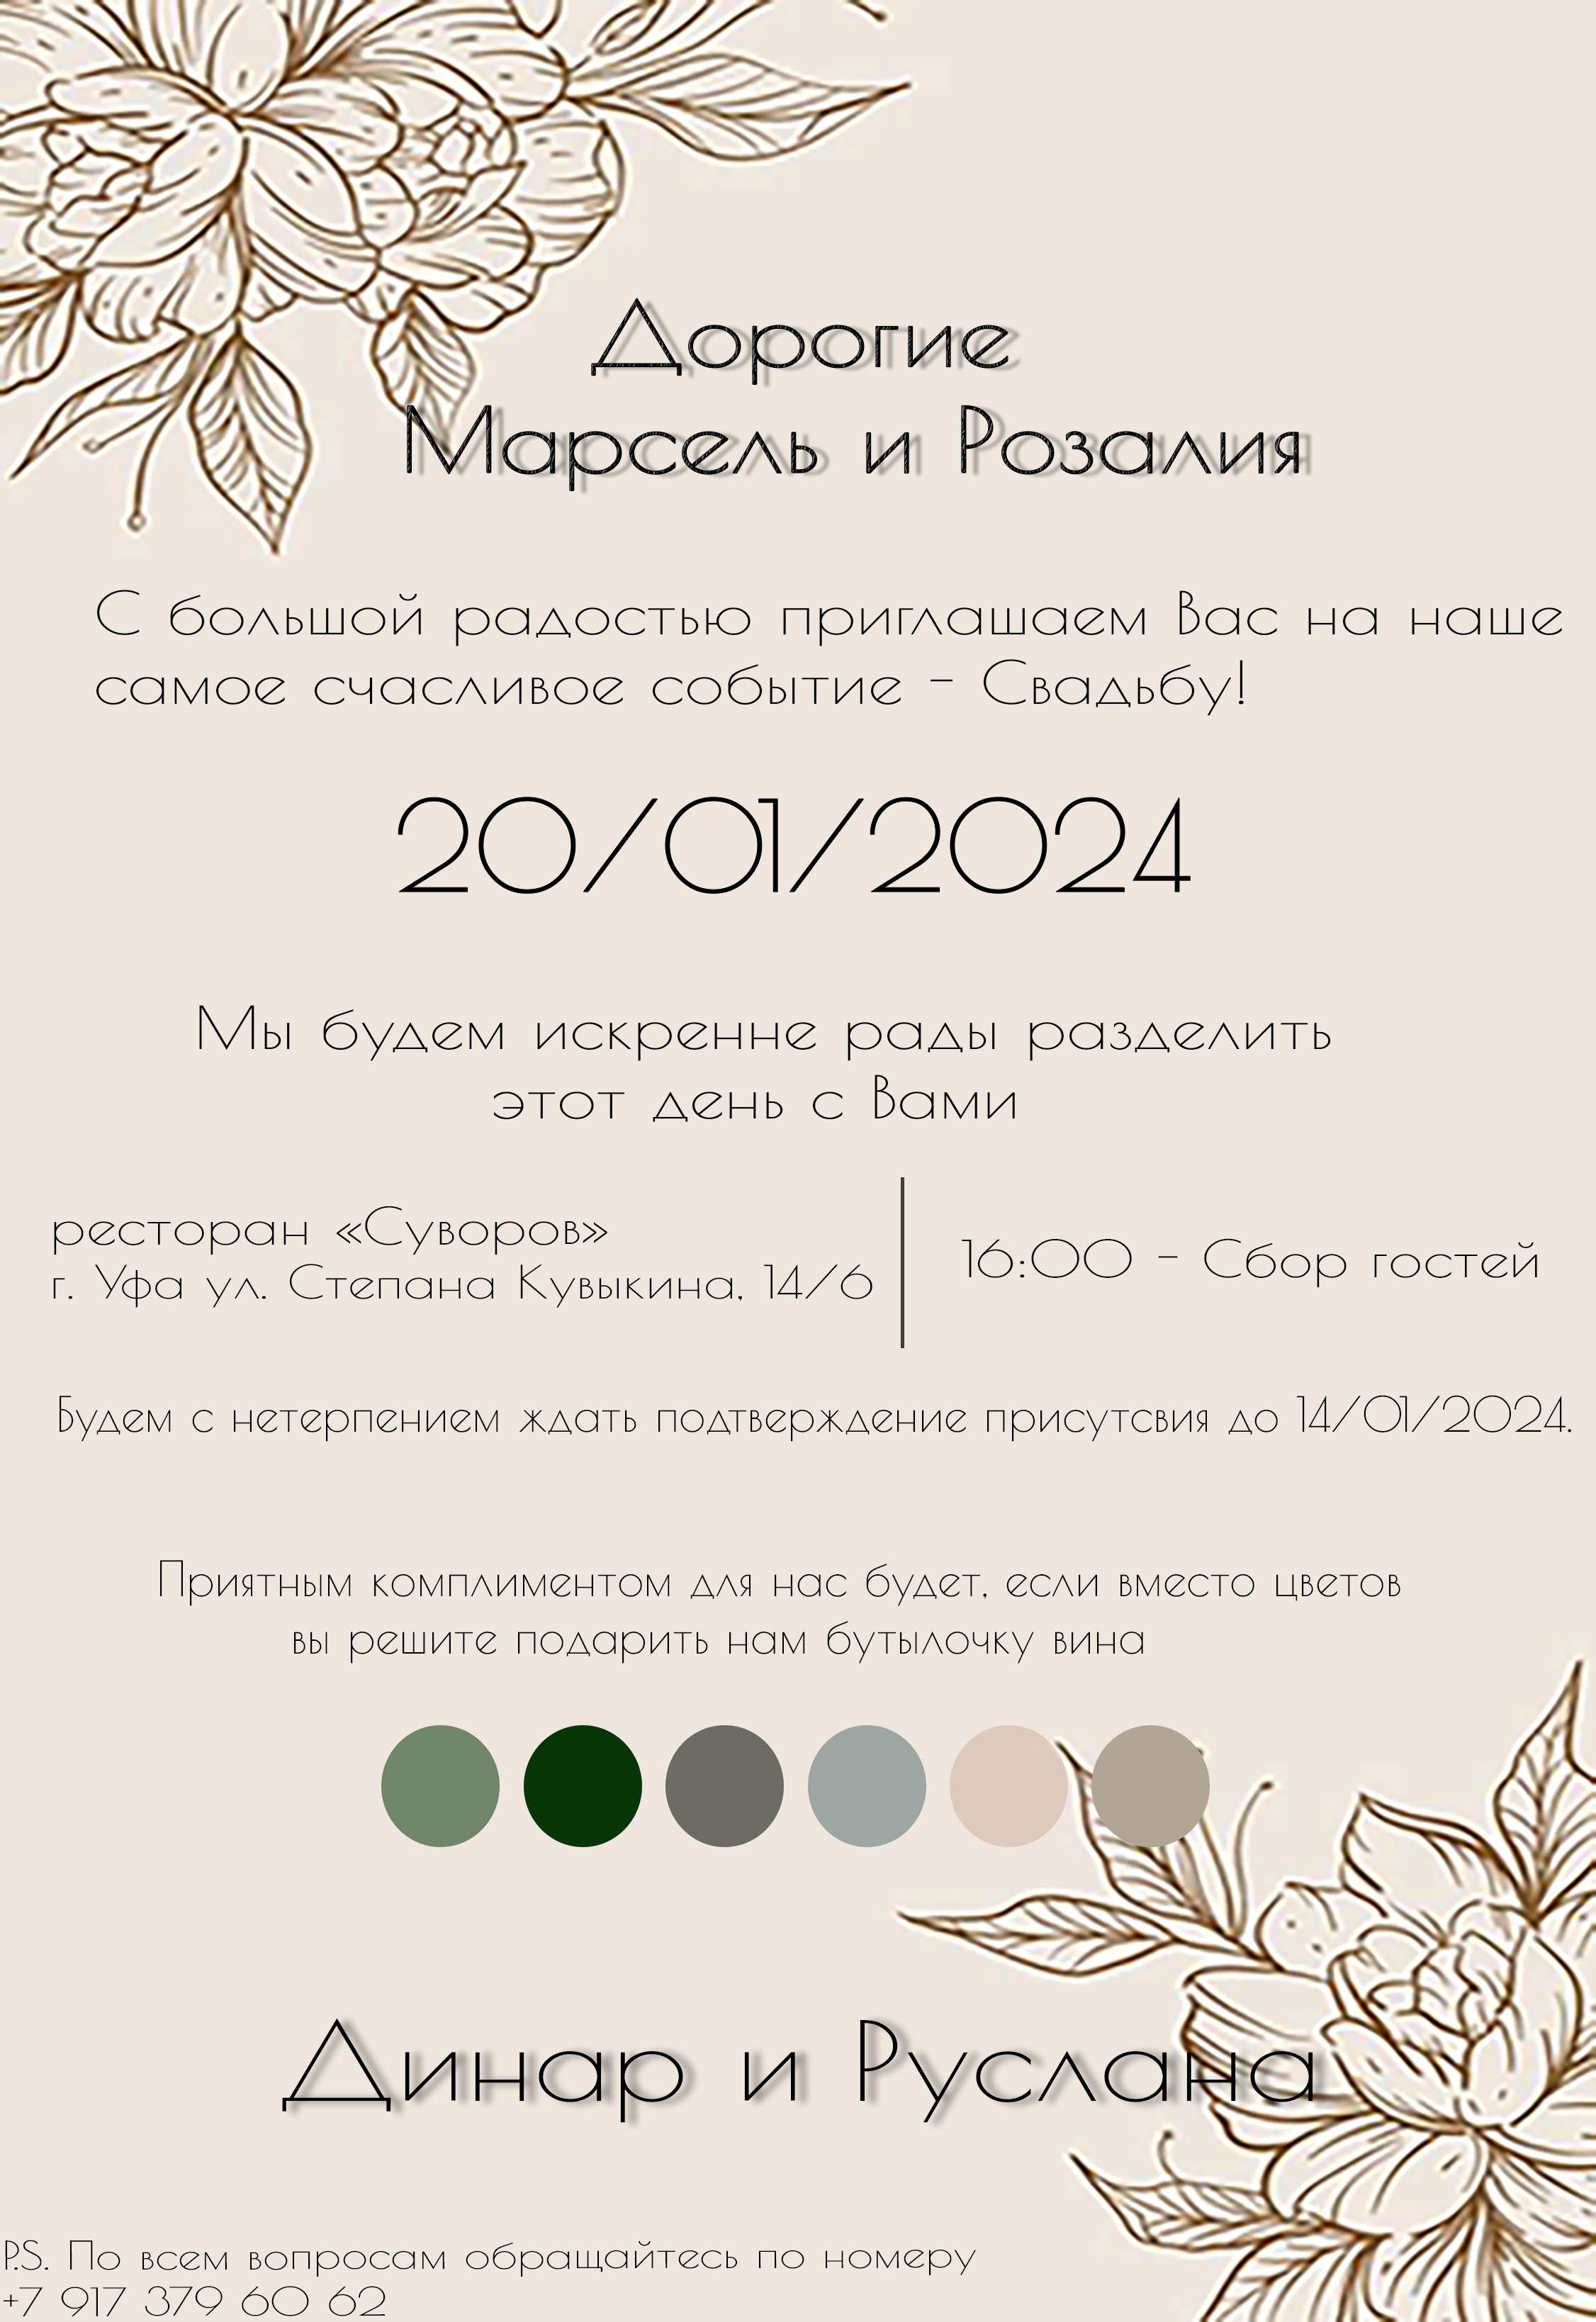 Дорогие
Марсель и Розалия
С большой радостью приглашаем Вас на наше
самое счасливое событие - Свадьбу!
20/01/2024
Мы будем искренне рады разделить
этот день с Вами
ресторан «Суворов»
г. Уфа ул. Степана Кувыкина, 14/6
16:00 - Сбор гостей
Будем с нетерпением ждать подтверждение присутсвия до 14/01/2024.
Приятным комплиментом для нас будет, если вместо цветов
вы решите подарить нам бутылочку вина
Динар и Руслана
P.S. По всем вопросам обращайтесь по номеру
+7 917 379 60 62